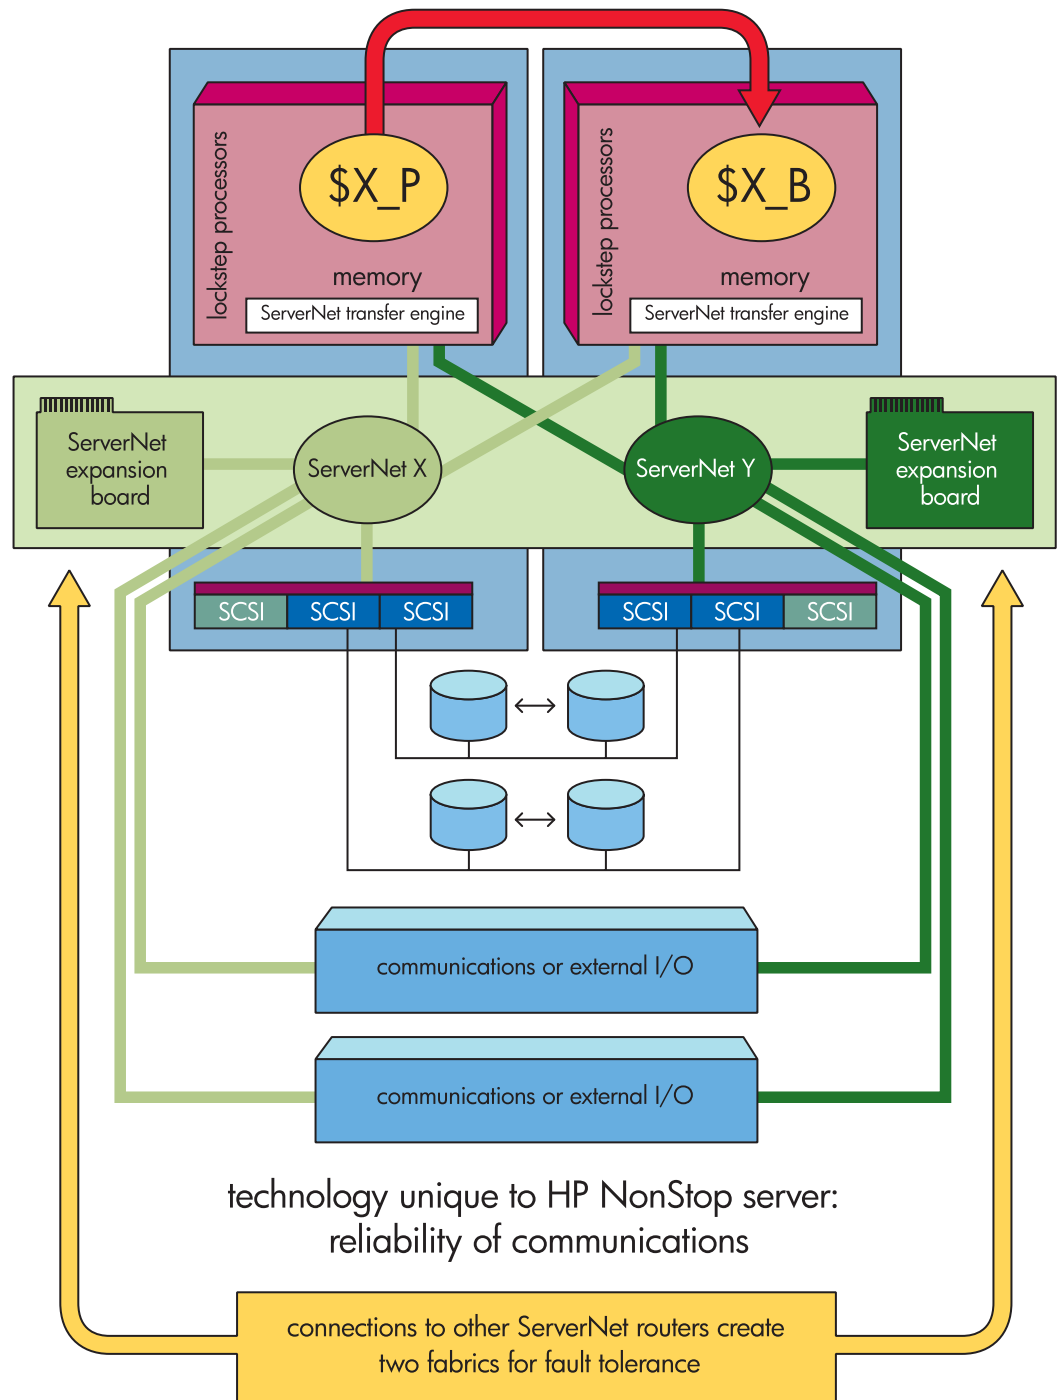 lockstep processors
$X_P
memory
ServerNet transfer engine
lockstep processors
$X_B
memory
ServerNet transfer engine
ServerNet
expansion
board
ServerNet X
ServerNet Y
ServerNet
expansion
board
SCSI
SCSI
SCSI
SCSI
SCSI
SCSI
communications or external I/O
communications or external I/O
technology unique to HP NonStop server:
reliability of communications
connections to other ServerNet routers create
two fabrics for fault tolerance